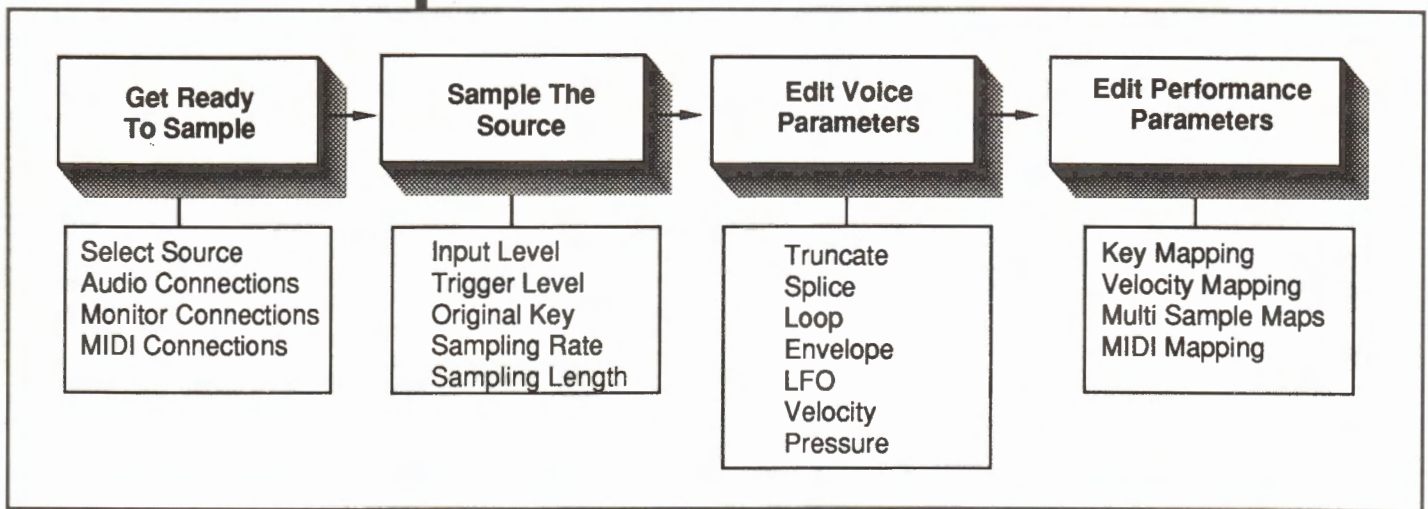 Get Ready
To Sample
Select Source
Audio Connections
Monitor Connections
MIDI Connections
Sample The
Source
Input Level
Trigger Level
Original Key
Sampling Rate
Sampling Length
Edit Voice
Parameters
Truncate
Splice
Loop
Envelope
LFO
Velocity
Pressure
Edit Performance
Parameters
Key Mapping
Velocity Mapping
Multi Sample Maps
MIDI Mapping